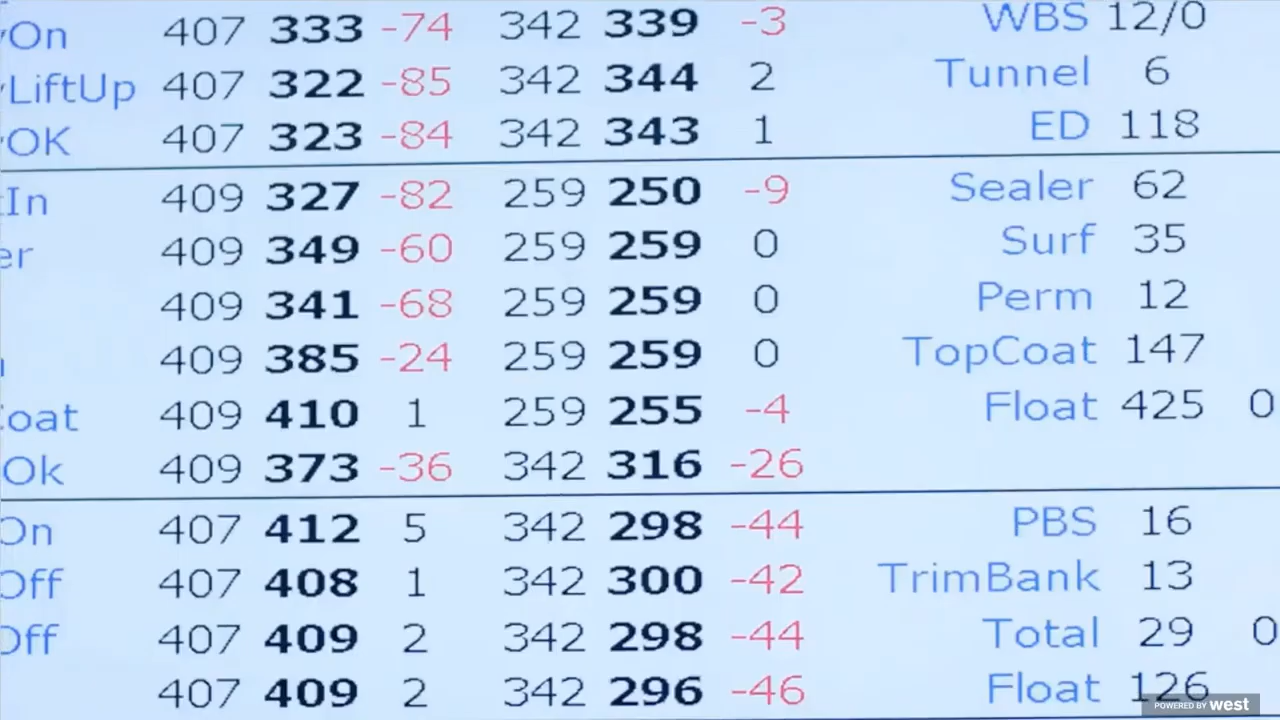 yOn 407 333 -74 342 339 -3 WBS 12/0
yLiftUp 407 322 -85 342 344 2 Tunnel 6
OK 407 323 -84 342 343 1 ED 118
In 409 327 -82 259 250 -9 Sealer 62
er 409 349 -60 259 259 0 Surf 35
409 341 -68 259 259 0 Perm 12
409 385 -24 259 259 0 TopCoat 147
oat 409 410 1 259 255 -4 Float 425 0
Ok 409 373 -36 342 316 -26
On 407 412 5 342 298 -44 PBS 16
Off 407 408 1 342 300 -42 TrimBank 13
Off 407 409 2 342 298 -44 Total 29 0
407 409 2 342 296 -46 Float 126
POWERED BY west